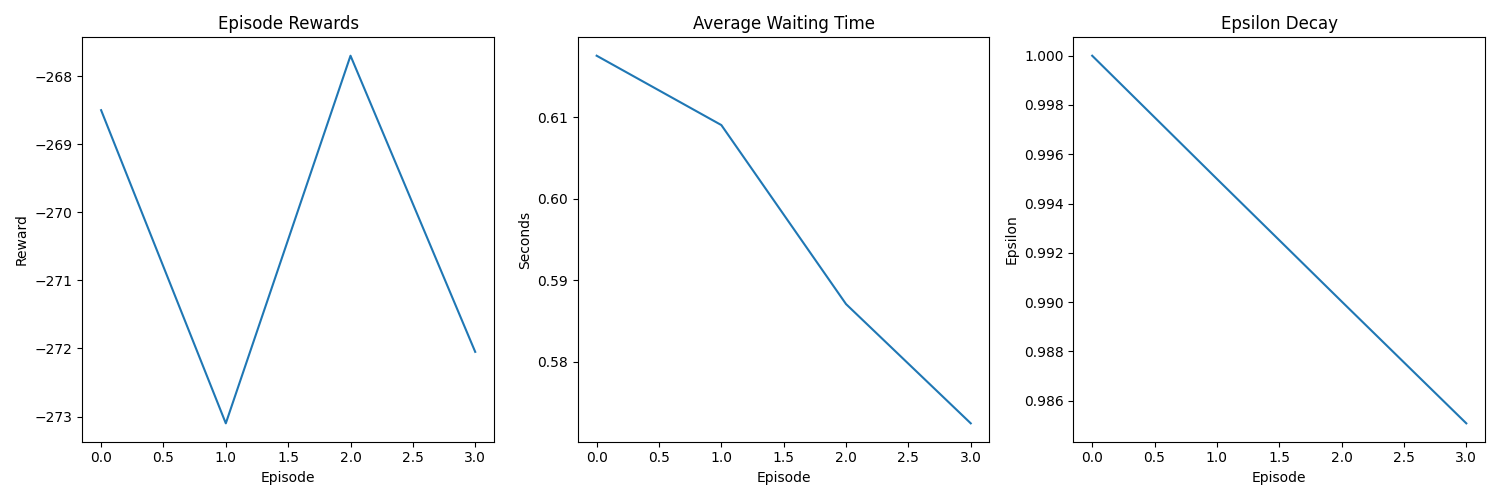 Episode Rewards
−268
−269
−270
−271
−272
−273
Reward
0.0 0.5 1.0 1.5 2.0 2.5 3.0
Episode
Average Waiting Time
0.61
0.60
0.59
0.58
Seconds
0.0 0.5 1.0 1.5 2.0 2.5 3.0
Episode
Epsilon Decay
1.000
0.998
0.996
0.994
0.992
0.990
0.988
0.986
Epsilon
0.0 0.5 1.0 1.5 2.0 2.5 3.0
Episode